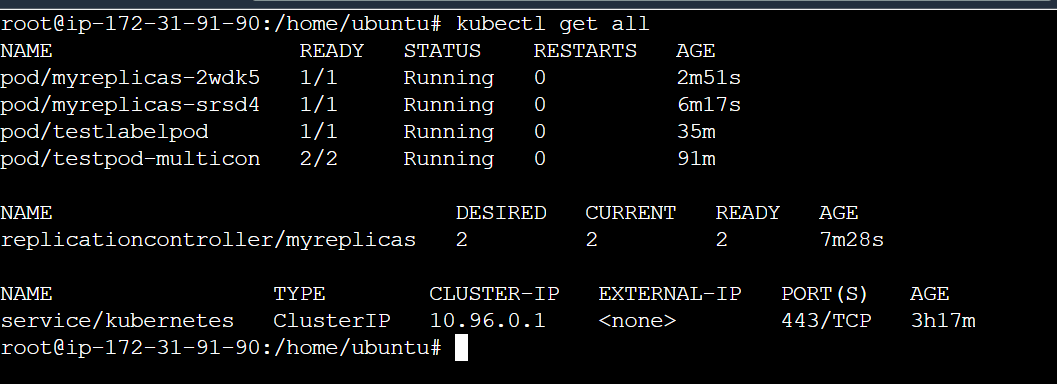 root@ip-172-31-91-90:/home/ubuntu# kubectl get all
NAME                   READY   STATUS    RESTARTS   AGE
pod/myreplicas-2wdk5   1/1     Running   0          2m51s
pod/myreplicas-srsd4   1/1     Running   0          6m17s
pod/testlabelpod       1/1     Running   0          35m
pod/testpod-multicon   2/2     Running   0          91m

NAME                               DESIRED   CURRENT   READY   AGE
replicationcontroller/myreplicas   2         2         2       7m28s

NAME                 TYPE        CLUSTER-IP   EXTERNAL-IP   PORT(S)   AGE
service/kubernetes   ClusterIP   10.96.0.1    <none>        443/TCP   3h17m
root@ip-172-31-91-90:/home/ubuntu#